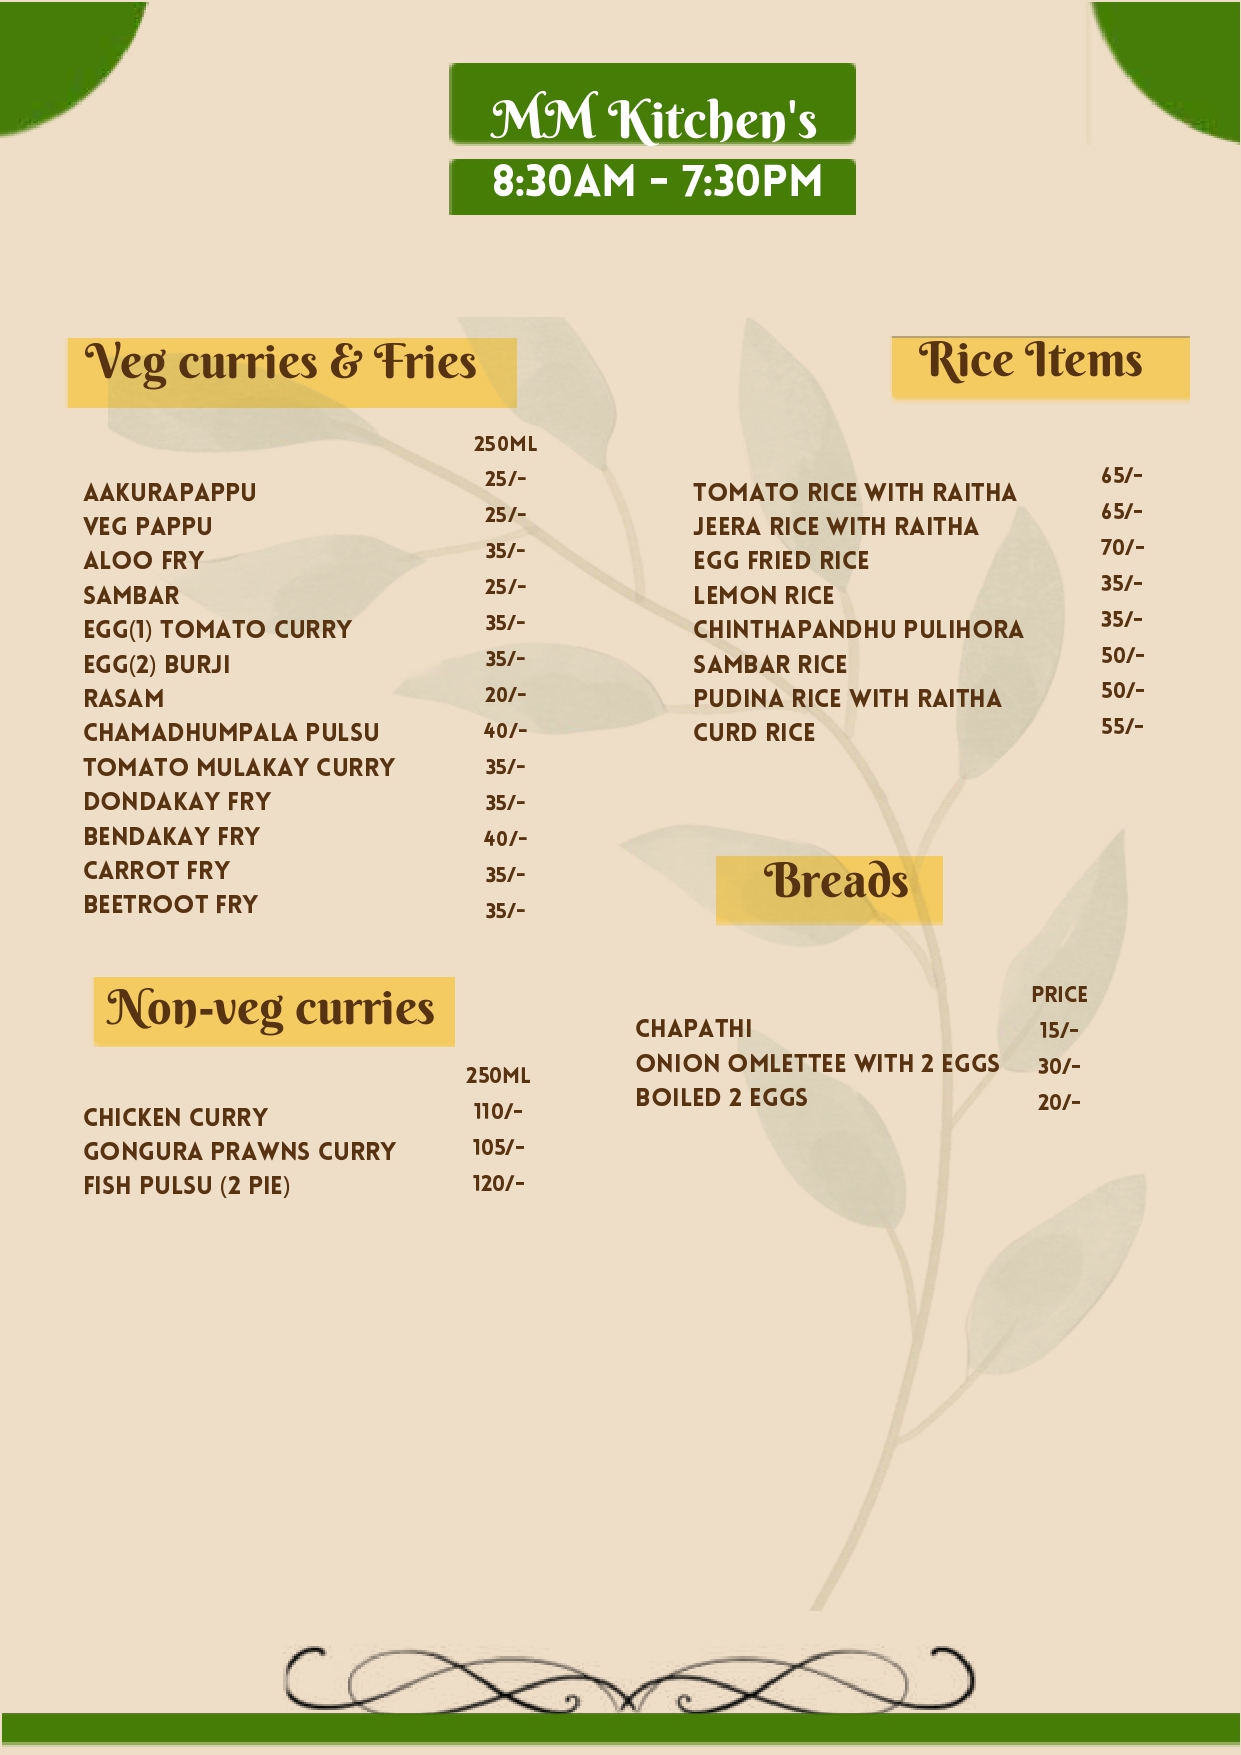 MM Kitchen's
8:30AM - 7:30PM
Veg curries & Fries
250ML
AAKURAPAPPU 25/-
VEG PAPPU 25/-
ALOO FRY 35/-
SAMBAR 25/-
EGG(1) TOMATO CURRY 35/-
EGG(2) BURJI 35/-
RASAM 20/-
CHAMADHUMPALA PULSU 40/-
TOMATO MULAKAY CURRY 35/-
DONDAKAY FRY 35/-
BENDAKAY FRY 40/-
CARROT FRY 35/-
BEETROOT FRY 35/-
Non-veg curries
250ML
CHICKEN CURRY 110/-
GONGURA PRAWNS CURRY 105/-
FISH PULSU (2 PIE) 120/-
Rice Items
TOMATO RICE WITH RAITHA 65/-
JEERA RICE WITH RAITHA 65/-
EGG FRIED RICE 70/-
LEMON RICE 35/-
CHINTHAPANDHU PULIHORA 35/-
SAMBAR RICE 50/-
PUDINA RICE WITH RAITHA 50/-
CURD RICE 55/-
Breads
PRICE
CHAPATHI 15/-
ONION OMLETTEE WITH 2 EGGS 30/-
BOILED 2 EGGS 20/-